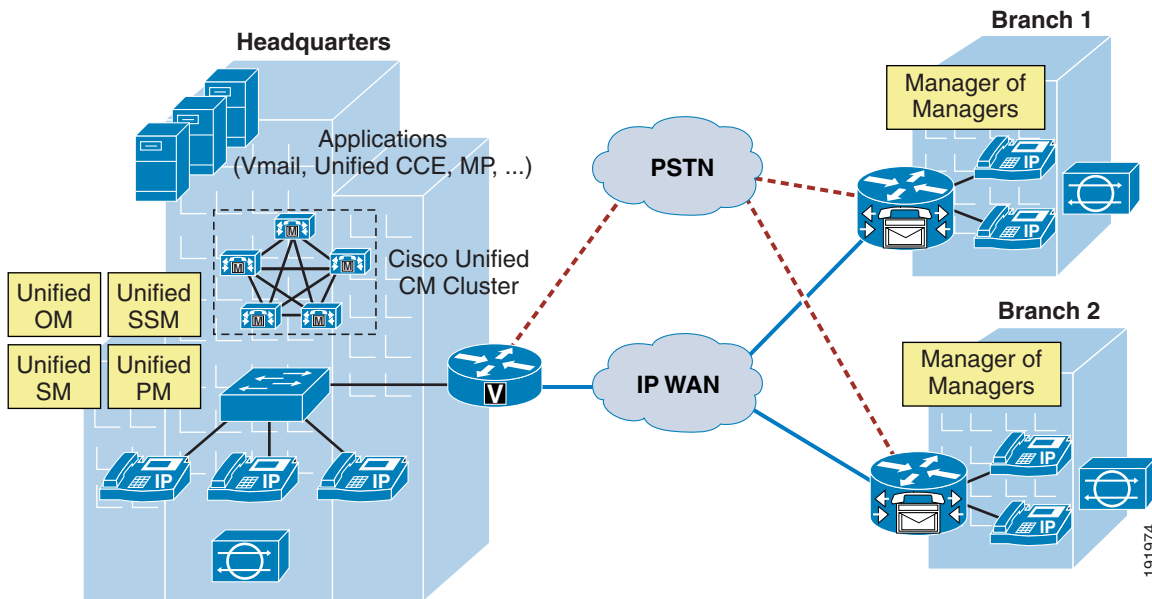 Headquarters
Applications
(Vmail, Unified CCE, MP, ...)
M
M
M
M
M
Cisco Unified
CM Cluster
Unified
OM
Unified
SSM
Unified
SM
Unified
PM
IP
IP
IP
V
PSTN
IP WAN
Branch 1
Manager of
Managers
IP
IP
Branch 2
Manager of
Managers
IP
IP
191974